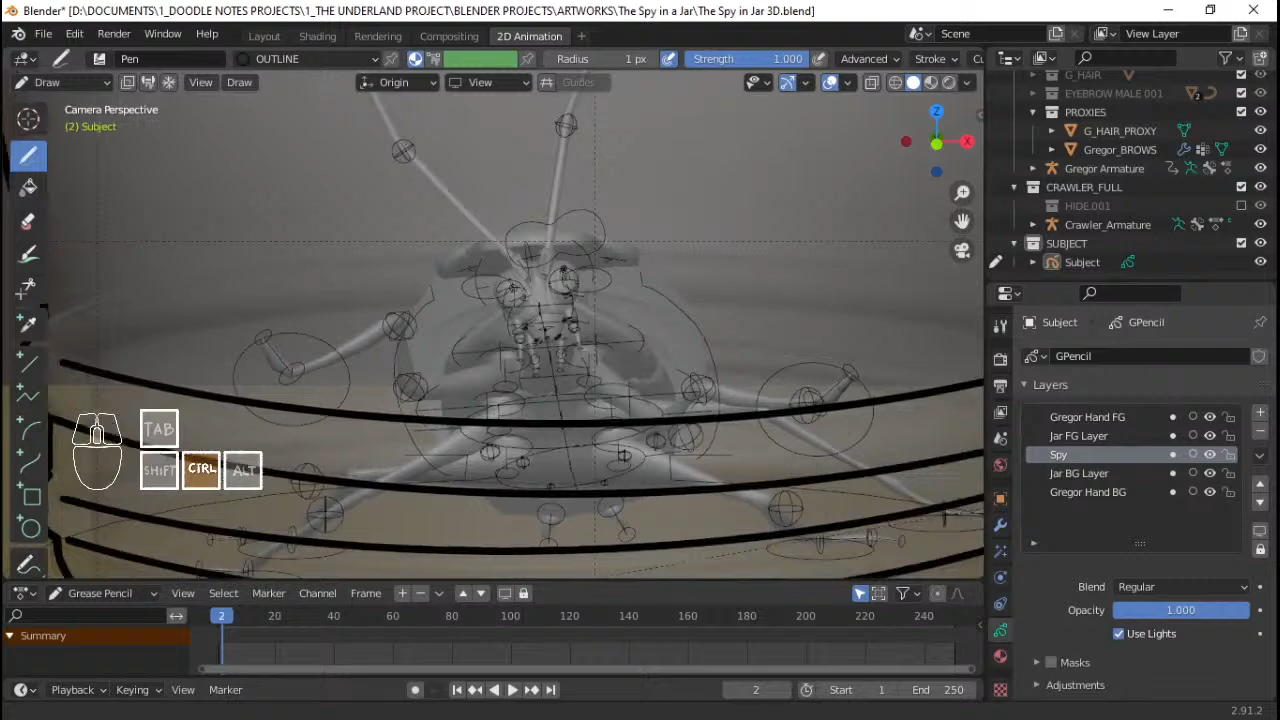 Blender* [D:\DOCUMENTS\1_DOODLE NOTES PROJECTS\1_THE UNDERLAND PROJECT\BLENDER PROJECTS\ARTWORKS\The Spy in a Jar\The Spy in Jar 3D.blend]
File Edit Render Window Help Layout Shading Rendering Compositing 2D Animation + Scene View Layer
Pen OUTLINE Radius 1 px Strength 1.000 Advanced Stroke
Draw View Draw Origin View Guides
Camera Perspective
(2) Subject
Z
X
TAB
SHIFT CTRL ALT
G_HAIR
EYEBROW MALE 001 2
PROXIES
G_HAIR_PROXY
Gregor_BROWS
Gregor Armature
CRAWLER_FULL
HIDE.001
Crawler_Armature
SUBJECT
Subject
Subject GPencil
GPencil
Layers
Gregor Hand FG
Jar FG Layer
Spy
Jar BG Layer
Gregor Hand BG
Blend Regular
Opacity 1.000
Use Lights
Masks
Adjustments
Grease Pencil View Select Marker Channel Frame
2 20 40 60 80 100 120 140 160 180 200 220 240
Summary
Playback Keying View Marker 2 Start 1 End 250
2.91.2